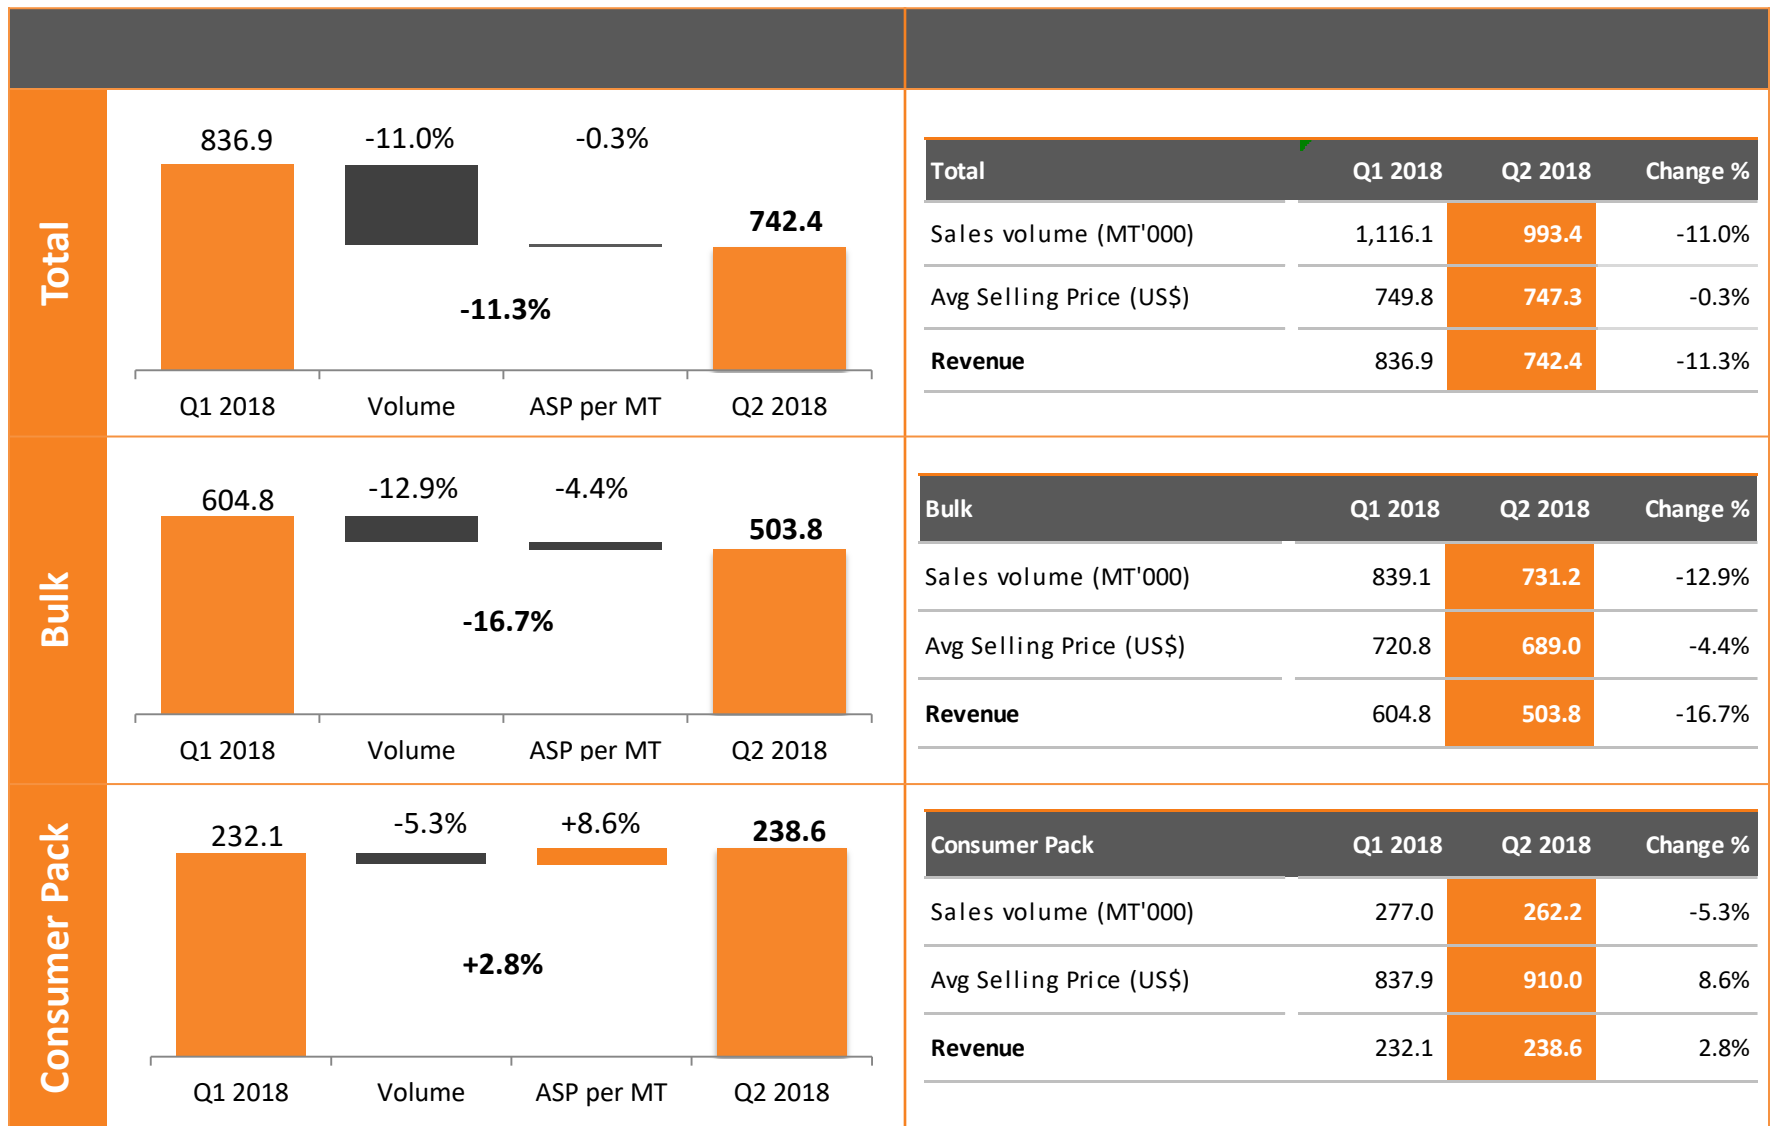 Total
836.9
-11.0%
-0.3%
742.4
-11.3%
Q1 2018 Volume ASP per MT Q2 2018
Total Q1 2018 Q2 2018 Change %
Sales volume (MT'000) 1,116.1 993.4 -11.0%
Avg Selling Price (US$) 749.8 747.3 -0.3%
Revenue 836.9 742.4 -11.3%
Bulk
604.8
-12.9%
-4.4%
503.8
-16.7%
Q1 2018 Volume ASP per MT Q2 2018
Bulk Q1 2018 Q2 2018 Change %
Sales volume (MT'000) 839.1 731.2 -12.9%
Avg Selling Price (US$) 720.8 689.0 -4.4%
Revenue 604.8 503.8 -16.7%
Consumer Pack
232.1
-5.3%
+8.6%
238.6
+2.8%
Q1 2018 Volume ASP per MT Q2 2018
Consumer Pack Q1 2018 Q2 2018 Change %
Sales volume (MT'000) 277.0 262.2 -5.3%
Avg Selling Price (US$) 837.9 910.0 8.6%
Revenue 232.1 238.6 2.8%